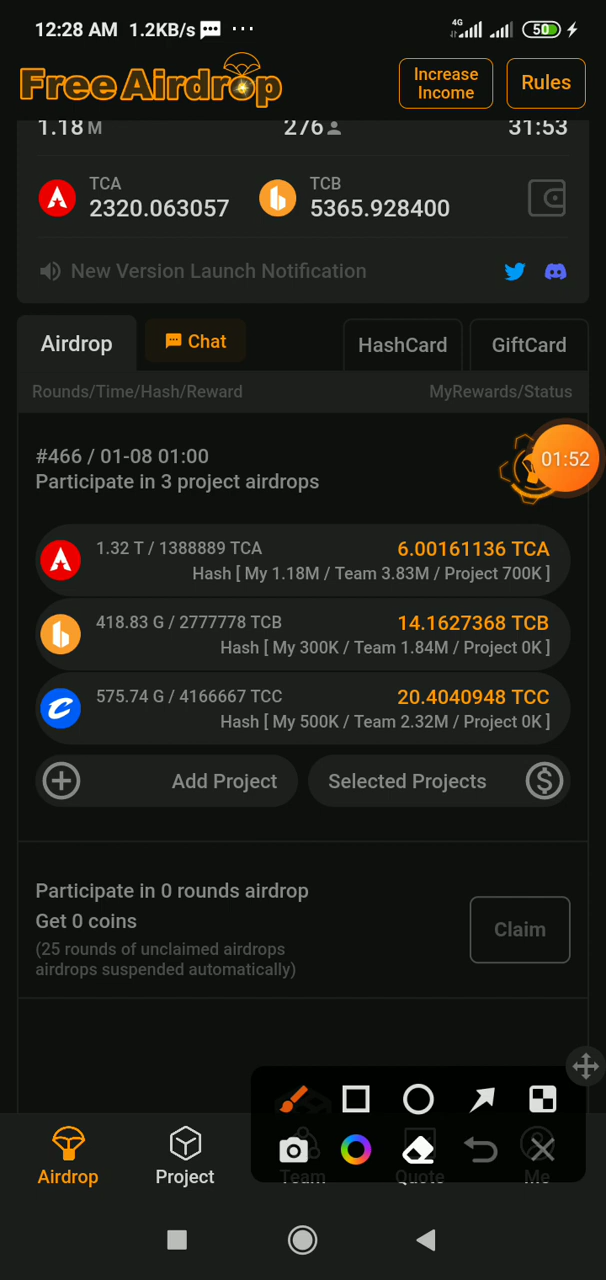 12:28 AM 1.2KB/s ...
4G 50
Free Airdrop
Increase
Income
Rules
1.18 M 276 31:53
TCA
2320.063057
TCB
5365.928400
New Version Launch Notification
Airdrop Chat HashCard GiftCard
Rounds/Time/Hash/Reward MyRewards/Status
#466 / 01-08 01:00
Participate in 3 project airdrops
01:52
1.32 T / 1388889 TCA 6.00161136 TCA
Hash [ My 1.18M / Team 3.83M / Project 700K ]
418.83 G / 2777778 TCB 14.1627368 TCB
Hash [ My 300K / Team 1.84M / Project 0K ]
575.74 G / 4166667 TCC 20.4040948 TCC
Hash [ My 500K / Team 2.32M / Project 0K ]
Add Project Selected Projects
Participate in 0 rounds airdrop
Get 0 coins
(25 rounds of unclaimed airdrops
airdrops suspended automatically)
Claim
Airdrop Project Team Quote Me